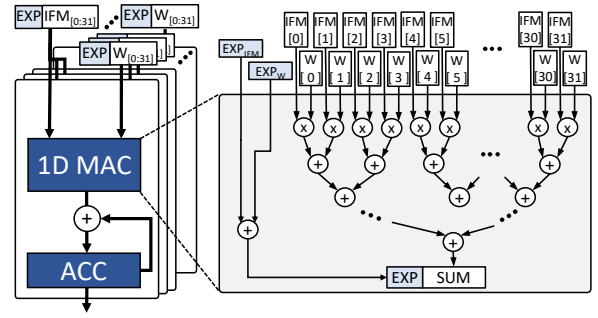 EXP IFM[0:31] EXP W[0:31]
EXP W[0:31]
1D MAC
+
ACC
EXP_IFM
EXP_W
IFM [0] IFM [1] IFM [2] IFM [3] IFM [4] IFM [5] ... IFM [30] IFM [31]
W [ 0 ] W [ 1 ] W [ 2 ] W [ 3 ] W [ 4 ] W [ 5 ] W [30] W [31]
x x x x x x x x
+ + + ... +
+ + +
+ +
EXP SUM